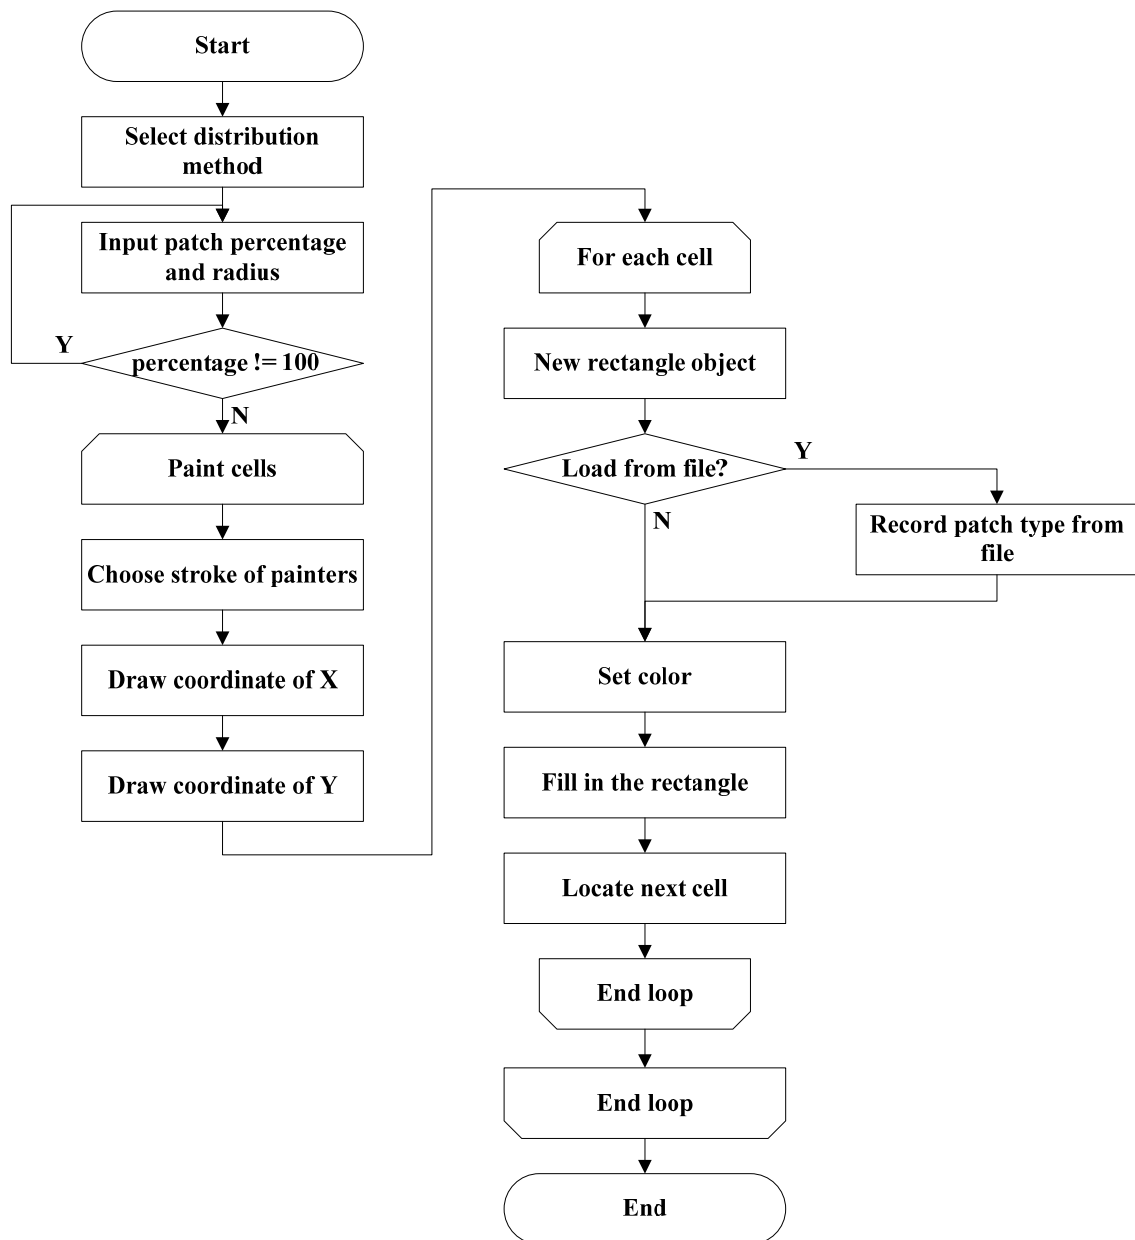 Start
Select distribution
method
Input patch percentage
and radius
Y
percentage != 100
N
Paint cells
Choose stroke of painters
Draw coordinate of X
Draw coordinate of Y
For each cell
New rectangle object
Load from file?
Y
N
Record patch type from
file
Set color
Fill in the rectangle
Locate next cell
End loop
End loop
End